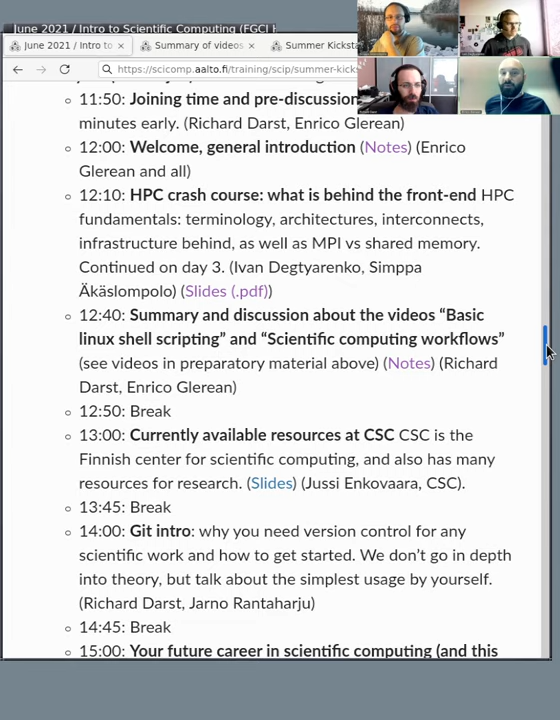 June 2021 / Intro to Scientific Computing (FGCI
June 2021 / Intro to
Summary of videos
Summer Kicksta
https://scicomp.aalto.fi/training/scip/summer-kicks
11:50: Joining time and pre-discussion
minutes early. (Richard Darst, Enrico Glerean)
12:00: Welcome, general introduction (Notes) (Enrico
Glerean and all)
12:10: HPC crash course: what is behind the front-end HPC
fundamentals: terminology, architectures, interconnects,
infrastructure behind, as well as MPI vs shared memory.
Continued on day 3. (Ivan Degtyarenko, Simppa
Äkäslompolo) (Slides (.pdf))
12:40: Summary and discussion about the videos “Basic
linux shell scripting” and “Scientific computing workflows”
(see videos in preparatory material above) (Notes) (Richard
Darst, Enrico Glerean)
12:50: Break
13:00: Currently available resources at CSC CSC is the
Finnish center for scientific computing, and also has many
resources for research. (Slides) (Jussi Enkovaara, CSC).
13:45: Break
14:00: Git intro: why you need version control for any
scientific work and how to get started. We don’t go in depth
into theory, but talk about the simplest usage by yourself.
(Richard Darst, Jarno Rantaharju)
14:45: Break
15:00: Your future career in scientific computing (and this